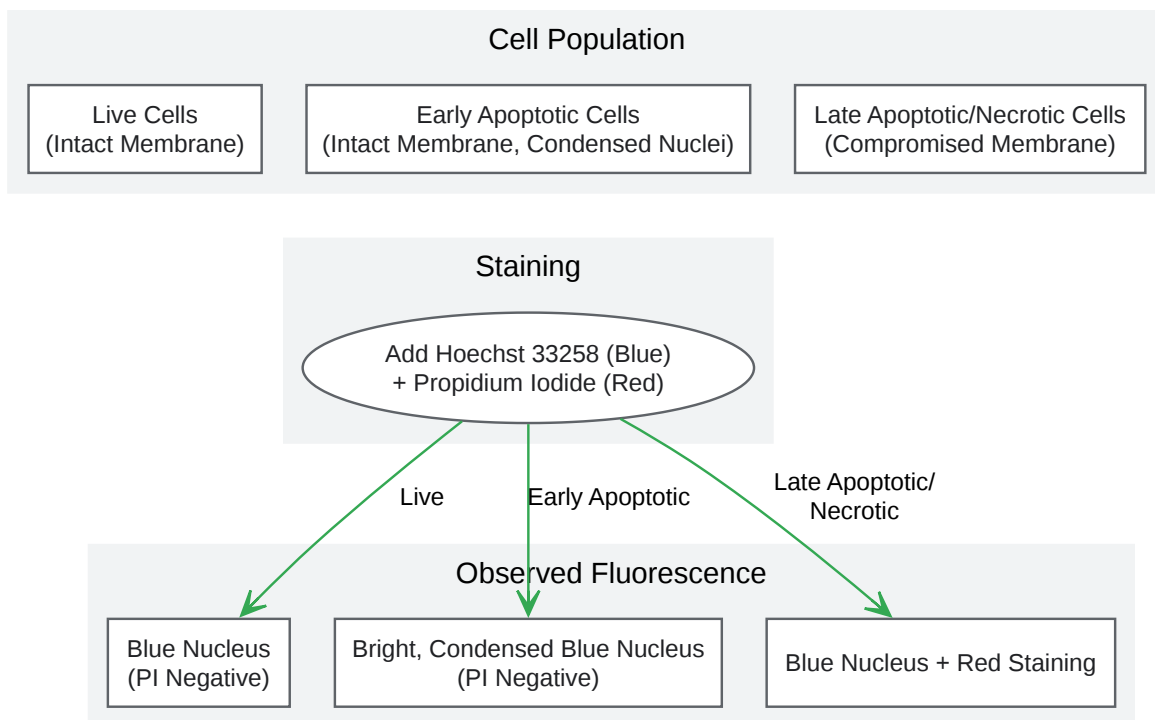 Cell Population
Live Cells
(Intact Membrane)
Early Apoptotic Cells
(Intact Membrane, Condensed Nuclei)
Late Apoptotic/Necrotic Cells
(Compromised Membrane)
Staining
Add Hoechst 33258 (Blue)
+ Propidium Iodide (Red)
Live
Early Apoptotic
Late Apoptotic/
Necrotic
Observed Fluorescence
Blue Nucleus
(PI Negative)
Bright, Condensed Blue Nucleus
(PI Negative)
Blue Nucleus + Red Staining